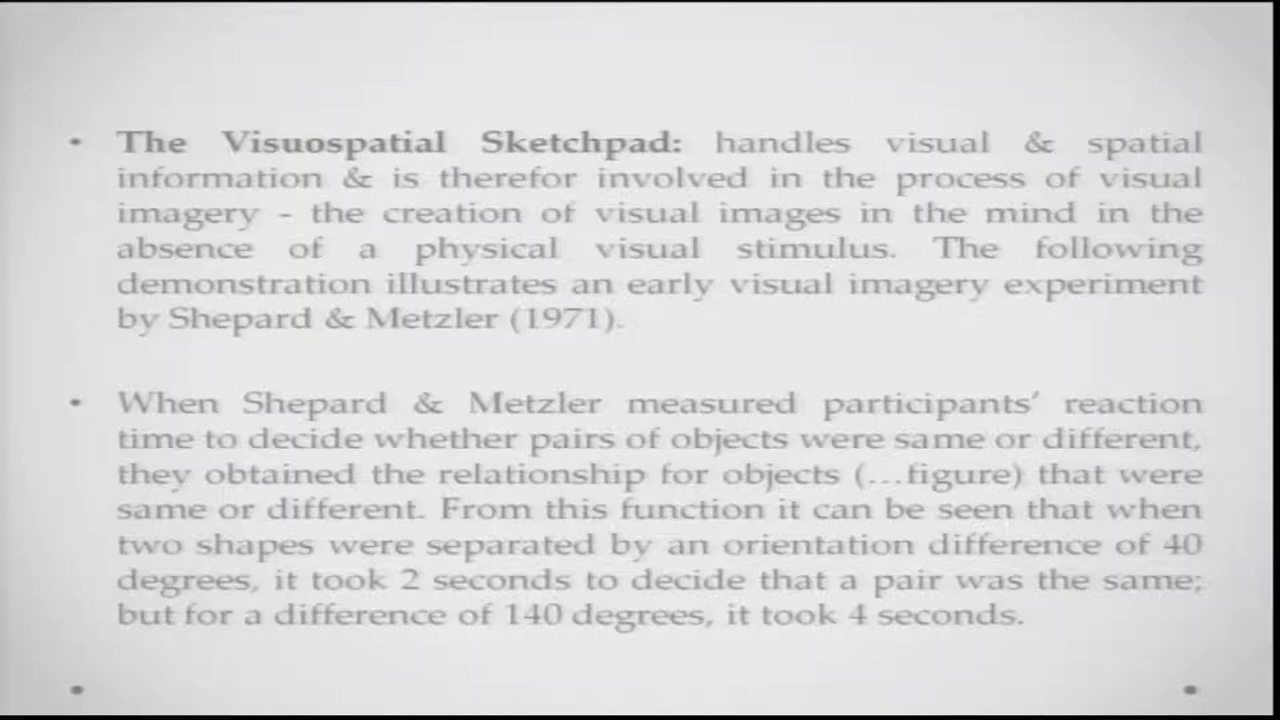 • The Visuospatial Sketchpad: handles visual & spatial
information & is therefor involved in the process of visual
imagery - the creation of visual images in the mind in the
absence of a physical visual stimulus. The following
demonstration illustrates an early visual imagery experiment
by Shepard & Metzler (1971).
• When Shepard & Metzler measured participants' reaction
time to decide whether pairs of objects were same or different,
they obtained the relationship for objects (...figure) that were
same or different. From this function it can be seen that when
two shapes were separated by an orientation difference of 40
degrees, it took 2 seconds to decide that a pair was the same;
but for a difference of 140 degrees, it took 4 seconds.